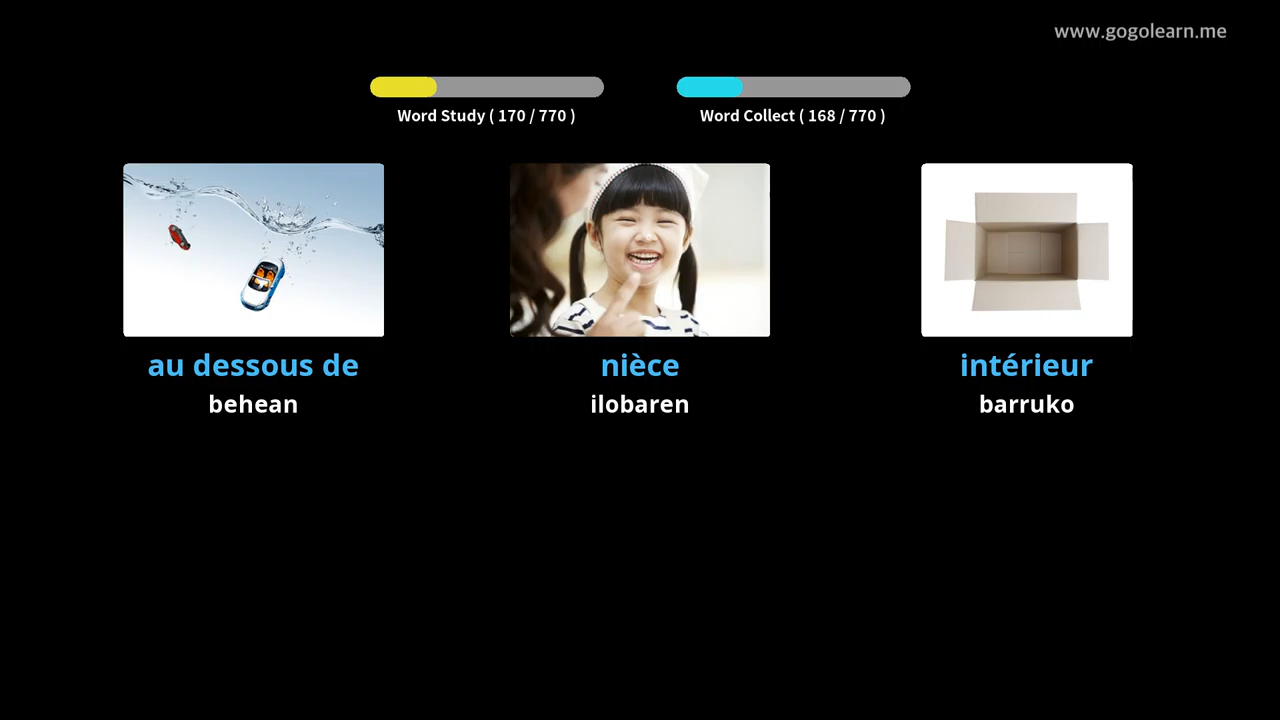 www.gogolearn.me
Word Study ( 170 / 770 )
Word Collect ( 168 / 770 )
au dessous de
behean
nièce
ilobaren
intérieur
barruko